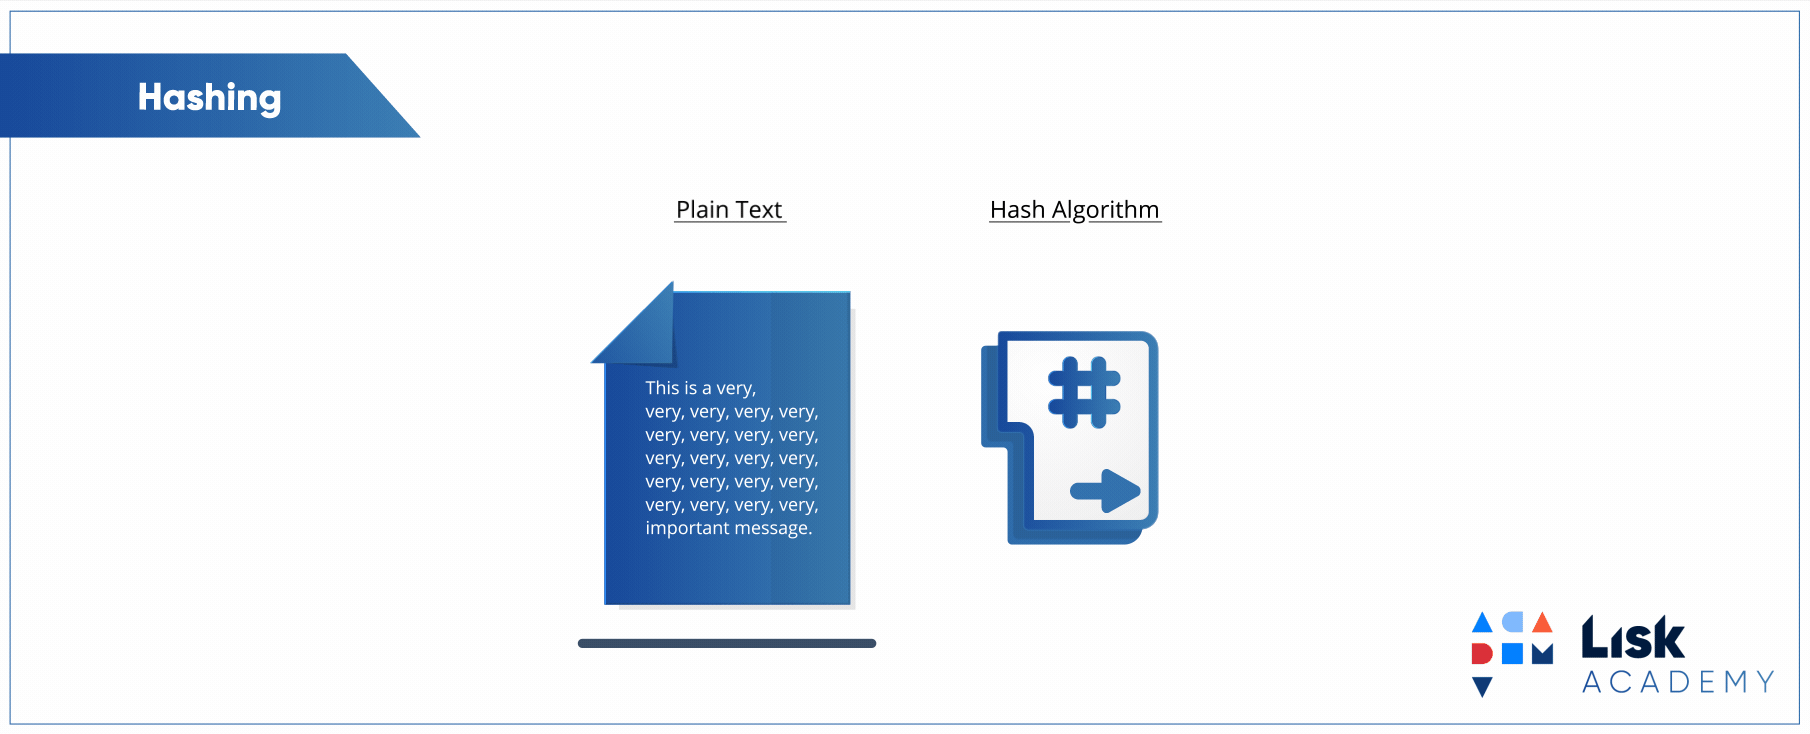 Hashing
Plain Text
Hash Algorithm
This is a very,
very, very, very, very,
very, very, very, very,
very, very, very, very,
very, very, very, very,
very, very, very, very,
important message.
#
Lisk
ACADEMY